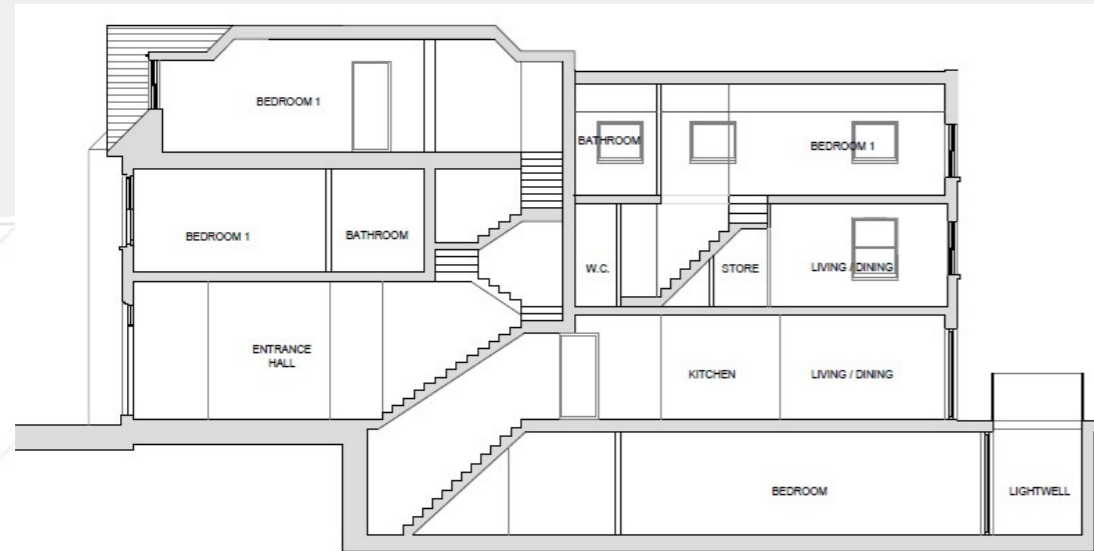 BEDROOM 1
BATHROOM
BEDROOM 1
BEDROOM 1
BATHROOM
W.C.
STORE
LIVING / DINING
ENTRANCE
HALL
KITCHEN
LIVING / DINING
BEDROOM
LIGHTWELL